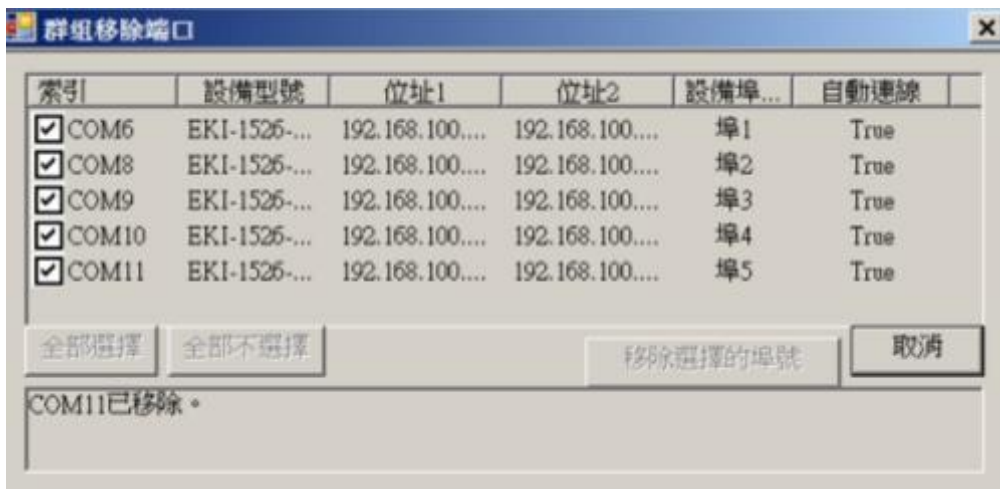 群组移除端口
索引 設備型號 位址1 位址2 設備埠... 自動連線
COM6 EKI-1526-... 192.168.100.... 192.168.100.... 埠1 True
COM8 EKI-1526-... 192.168.100.... 192.168.100.... 埠2 True
COM9 EKI-1526-... 192.168.100.... 192.168.100.... 埠3 True
COM10 EKI-1526-... 192.168.100.... 192.168.100.... 埠4 True
COM11 EKI-1526-... 192.168.100.... 192.168.100.... 埠5 True
全部選擇 全部不選擇 移除選擇的埠號 取消
COM11已移除。